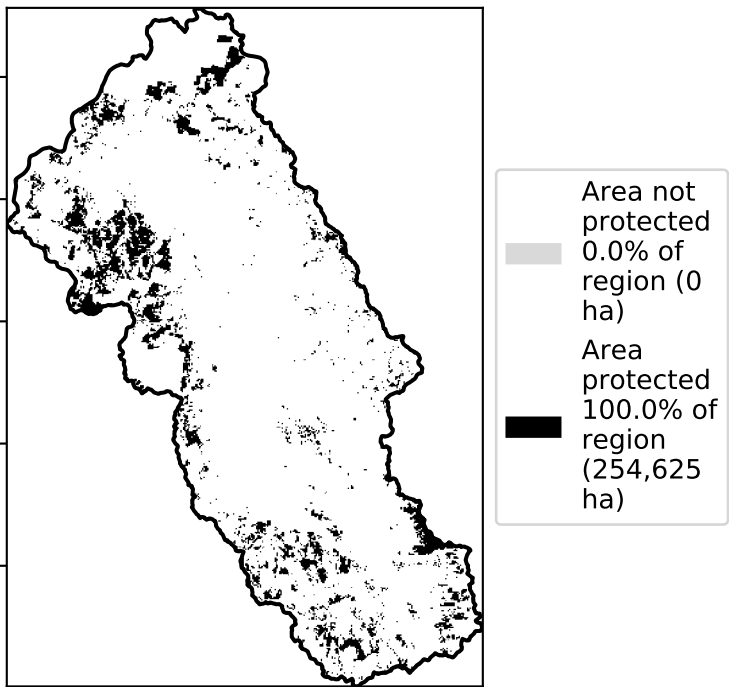 Area not
protected
0.0% of
region (0
ha)
Area
protected
100.0% of
region
(254,625
ha)